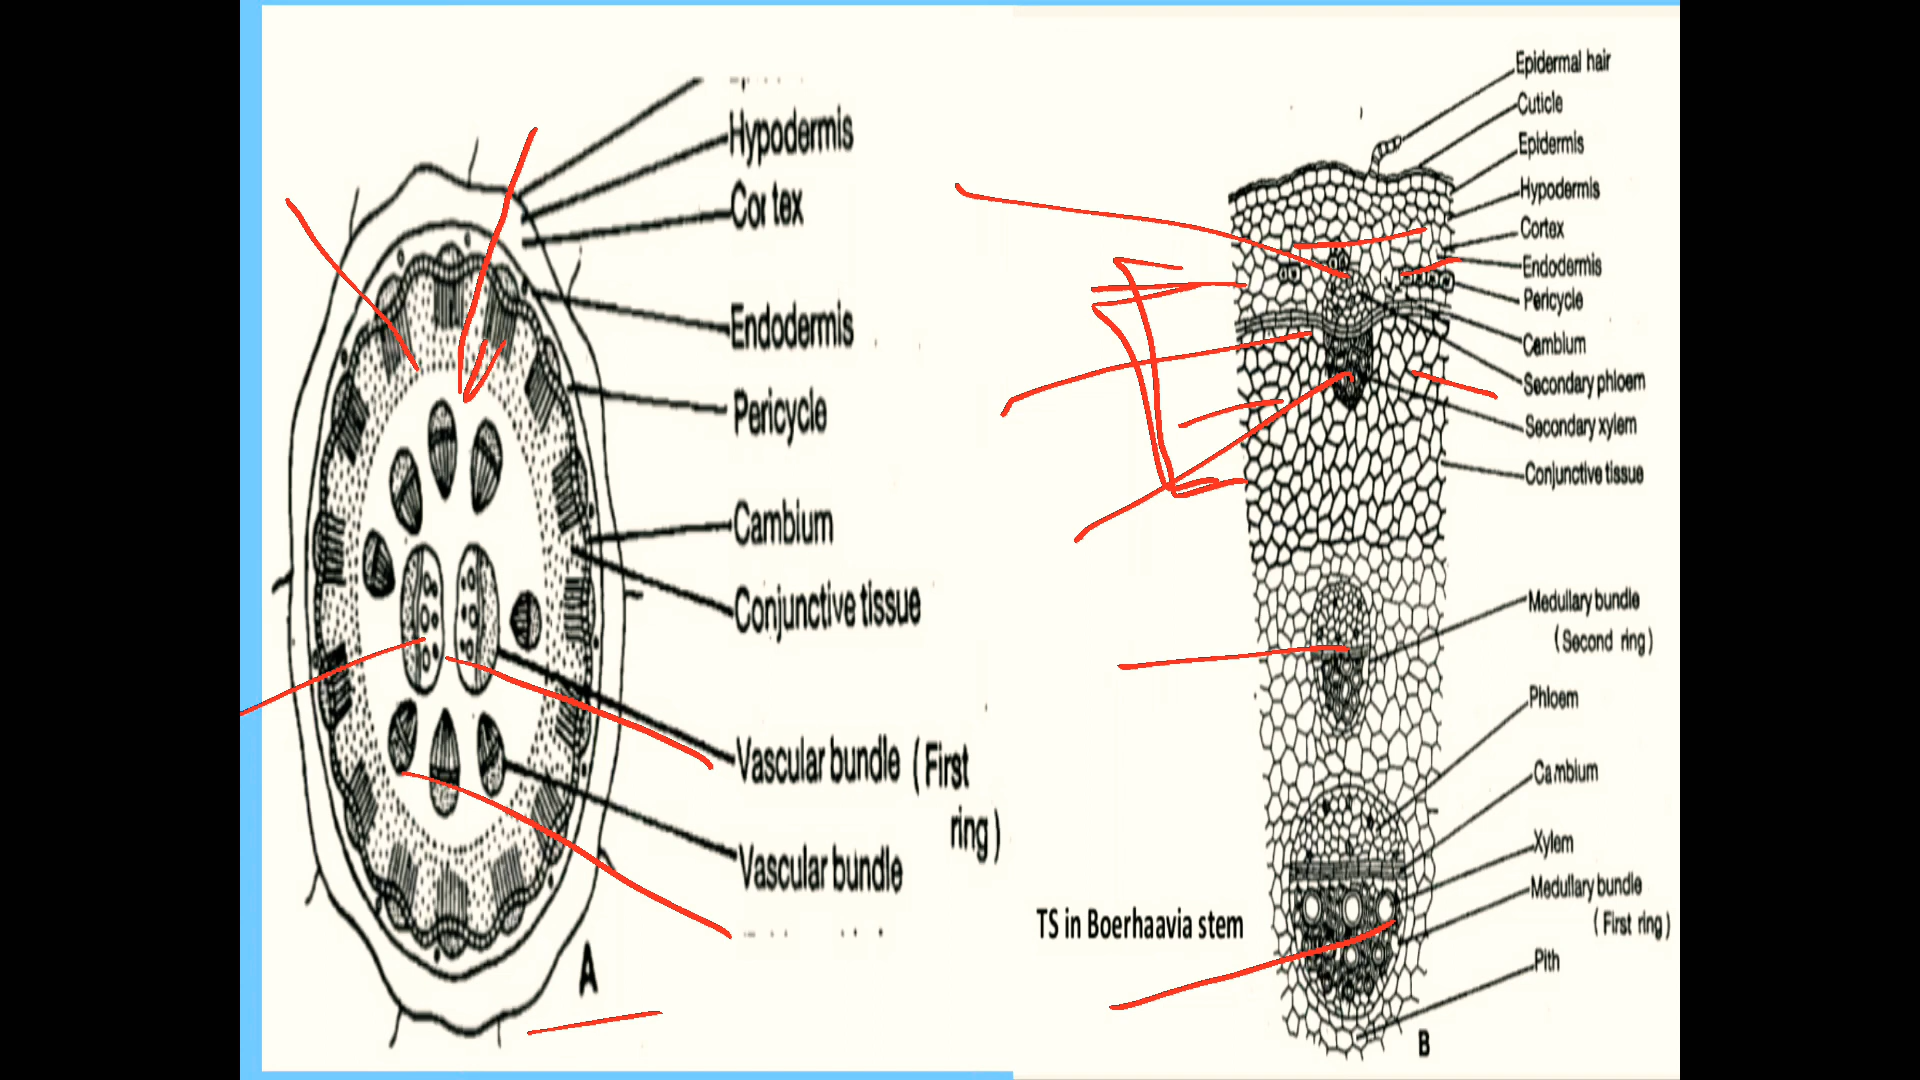 Hypodermis
Cortex
Endodermis
Pericycle
Cambium
Conjunctive tissue
Vascular bundle (First
ring)
Vascular bundle
A
Epidermal hair
Cuticle
Epidermis
Hypodermis
Cortex
Endodermis
Pericycle
Cambium
Secondary phloem
Secondary xylem
Conjunctive tissue
Medullary bundle
(Second ring)
Phloem
Cambium
Xylem
Medullary bundle
(First ring)
Pith
B
TS in Boerhaavia stem